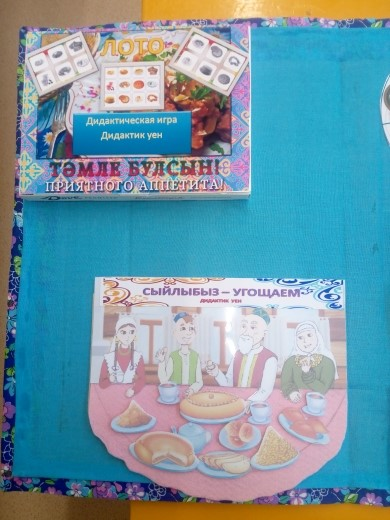 ЛОТО
Дидактическая игра
Дидактик уен
ТӘМЛЕ БУЛСЫН!
ПРИЯТНОГО АППЕТИТА!
СЫЙЛЫБЫЗ – УГОЩАЕМ
ДИДАКТИК УЕН